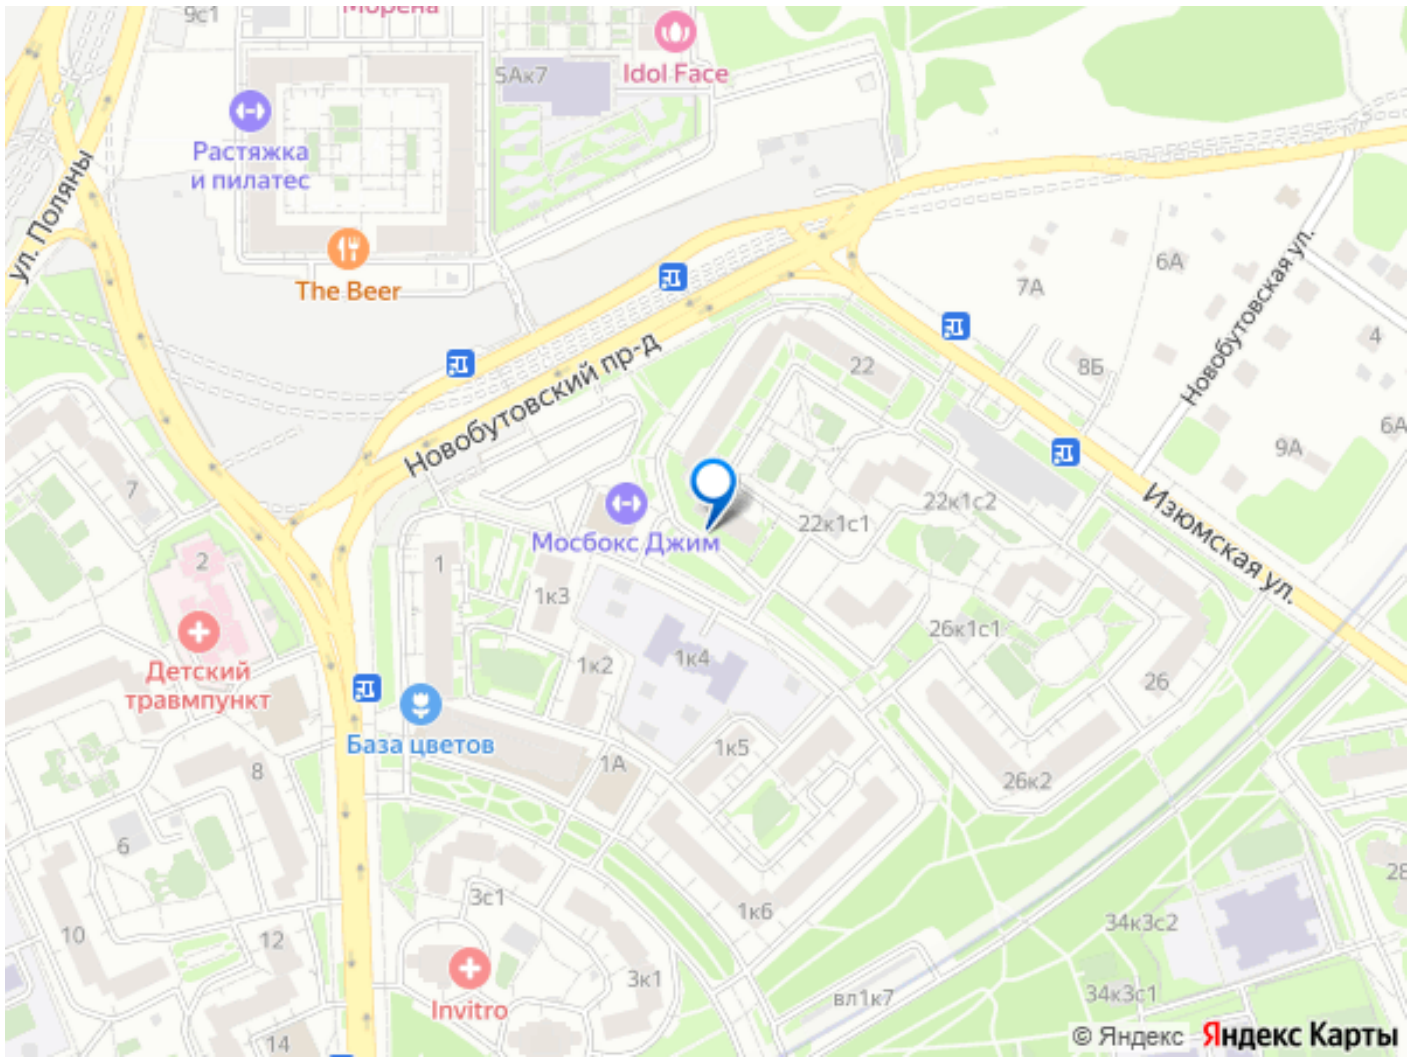 9с1
Морена
5Ак7
Idol Face
Растяжка
и пилатес
ул. Поляны
The Beer
Новобутовский пр-д
22
7А
6А
Новобутовская ул.
8Б
4
9А
6А
7
Мосбокс Джим
22к1с1
22к1с2
Изюмская ул.
2
1
1к3
Детский
травмпункт
1к2
1к4
26к1с1
26
База цветов
1А
1к5
26к2
8
6
3с1
1к6
28
10
12
34к3с2
Invitro
3к1
вл1к7
34к3с1
14
© Яндекс Яндекс Карты